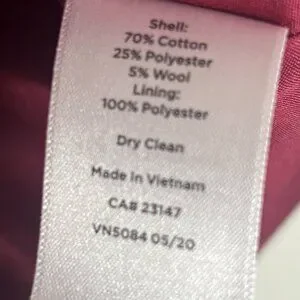 Shell:
70% Cotton
25% Polyester
5% Wool
Lining:
100% Polyester
Dry Clean
Made In Vietnam
CA# 23147
VN5084 05/20